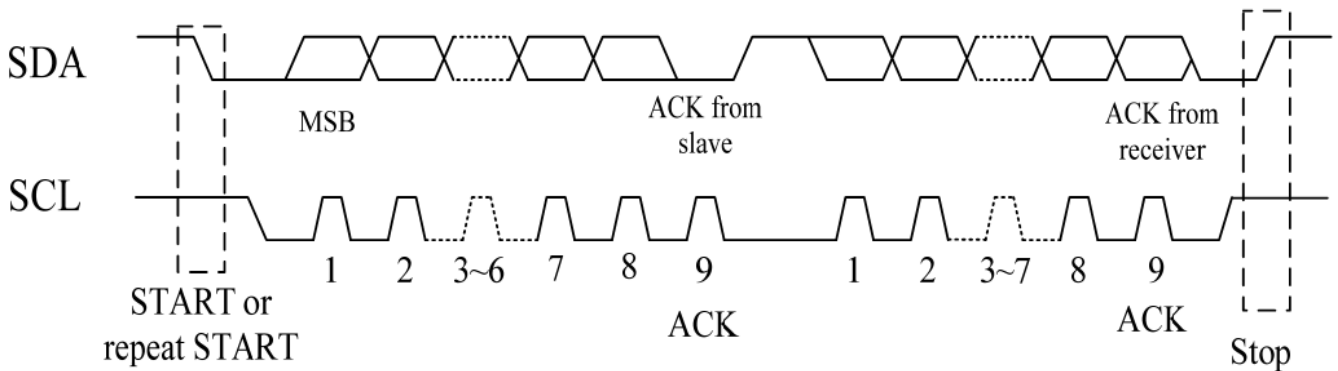 SDA
MSB
ACK from
slave
ACK from
receiver
SCL
1 2 3~6 7 8 9 1 2 3~7 8 9
START or
repeat START
ACK
ACK
Stop